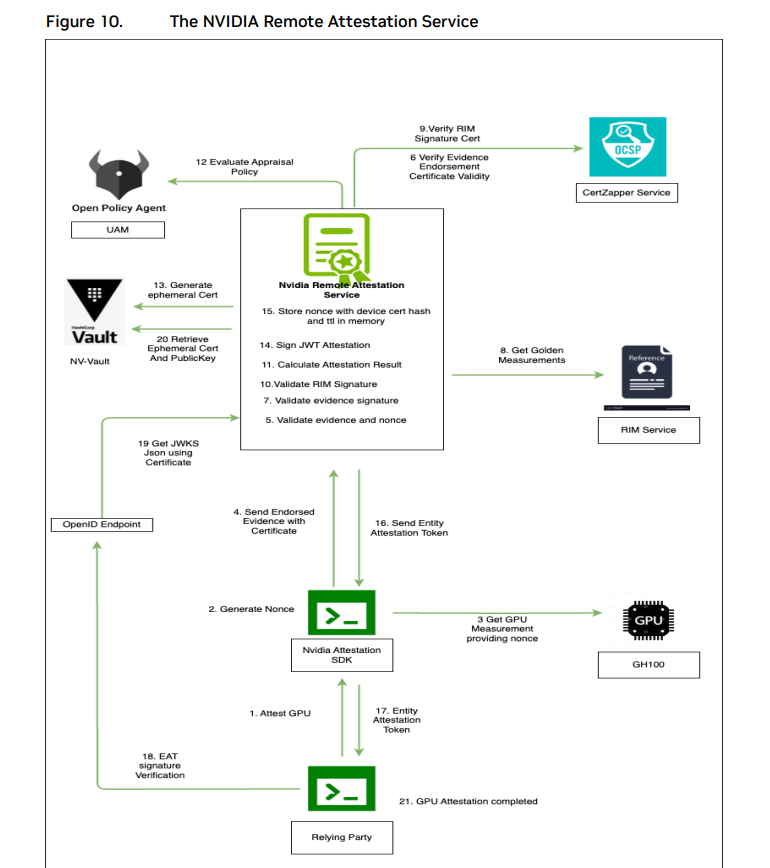 Figure 10. The NVIDIA Remote Attestation Service
9.Verify RIM
Signature Cert
6 Verify Evidence
Endorsement
Certificate Validity
OCSP
CertZapper Service
12 Evaluate Appraisal
Policy
Open Policy Agent
UAM
Nvidia Remote Attestation
Service
15. Store nonce with device cert hash
and ttl in memory
14. Sign JWT Attestation
11. Calculate Attestation Result
10.Validate RIM Signature
7. Validate evidence signature
5. Validate evidence and nonce
13. Generate
ephemeral Cert
HashiCorp
Vault
20 Retrieve
Ephemeral Cert
And PublicKey
NV-Vault
8. Get Golden
Measurements
Reference
RIM Service
19 Get JWKS
Json using
Certificate
OpenID Endpoint
4. Send Endorsed
Evidence with
Certificate
16. Send Entity
Attestation Token
2. Generate Nonce
>_
Nvidia Attestation
SDK
3 Get GPU
Measurement
providing nonce
GPU
GH100
1. Attest GPU
17. Entity
Attestation
Token
18. EAT
signature
Verification
>_
21. GPU Attestation completed
Relying Party